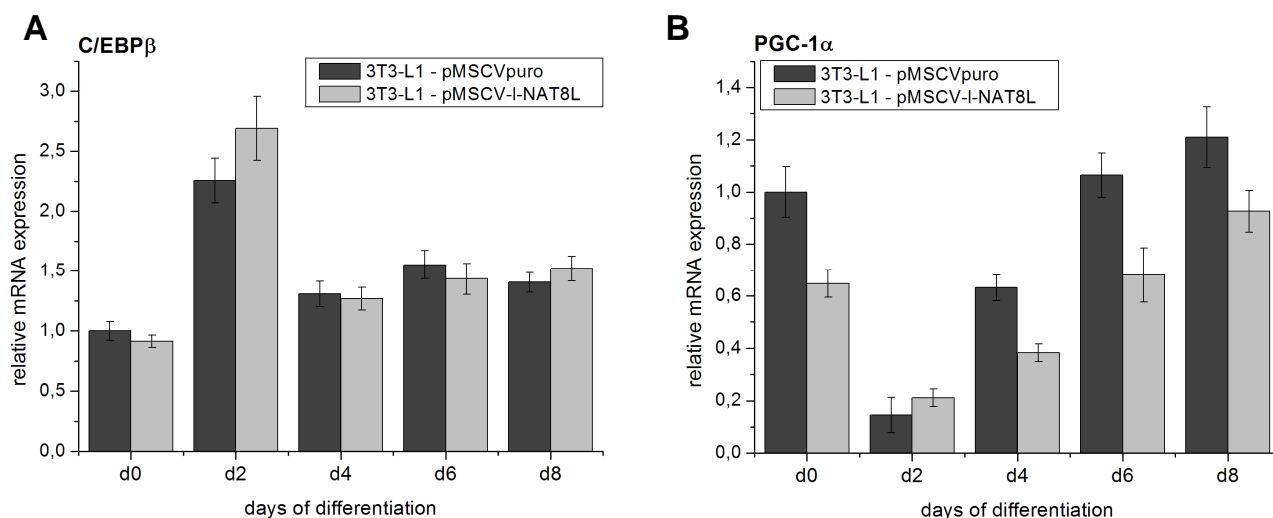 A
C/EBPβ
3T3-L1 - pMSCVpuro
3T3-L1 - pMSCV-l-NAT8L
relative mRNA expression
3,0
2,5
2,0
1,5
1,0
0,5
0,0
d0 d2 d4 d6 d8
days of differentiation
B
PGC-1α
3T3-L1 - pMSCVpuro
3T3-L1 - pMSCV-l-NAT8L
relative mRNA expression
1,4
1,2
1,0
0,8
0,6
0,4
0,2
0,0
d0 d2 d4 d6 d8
days of differentiation